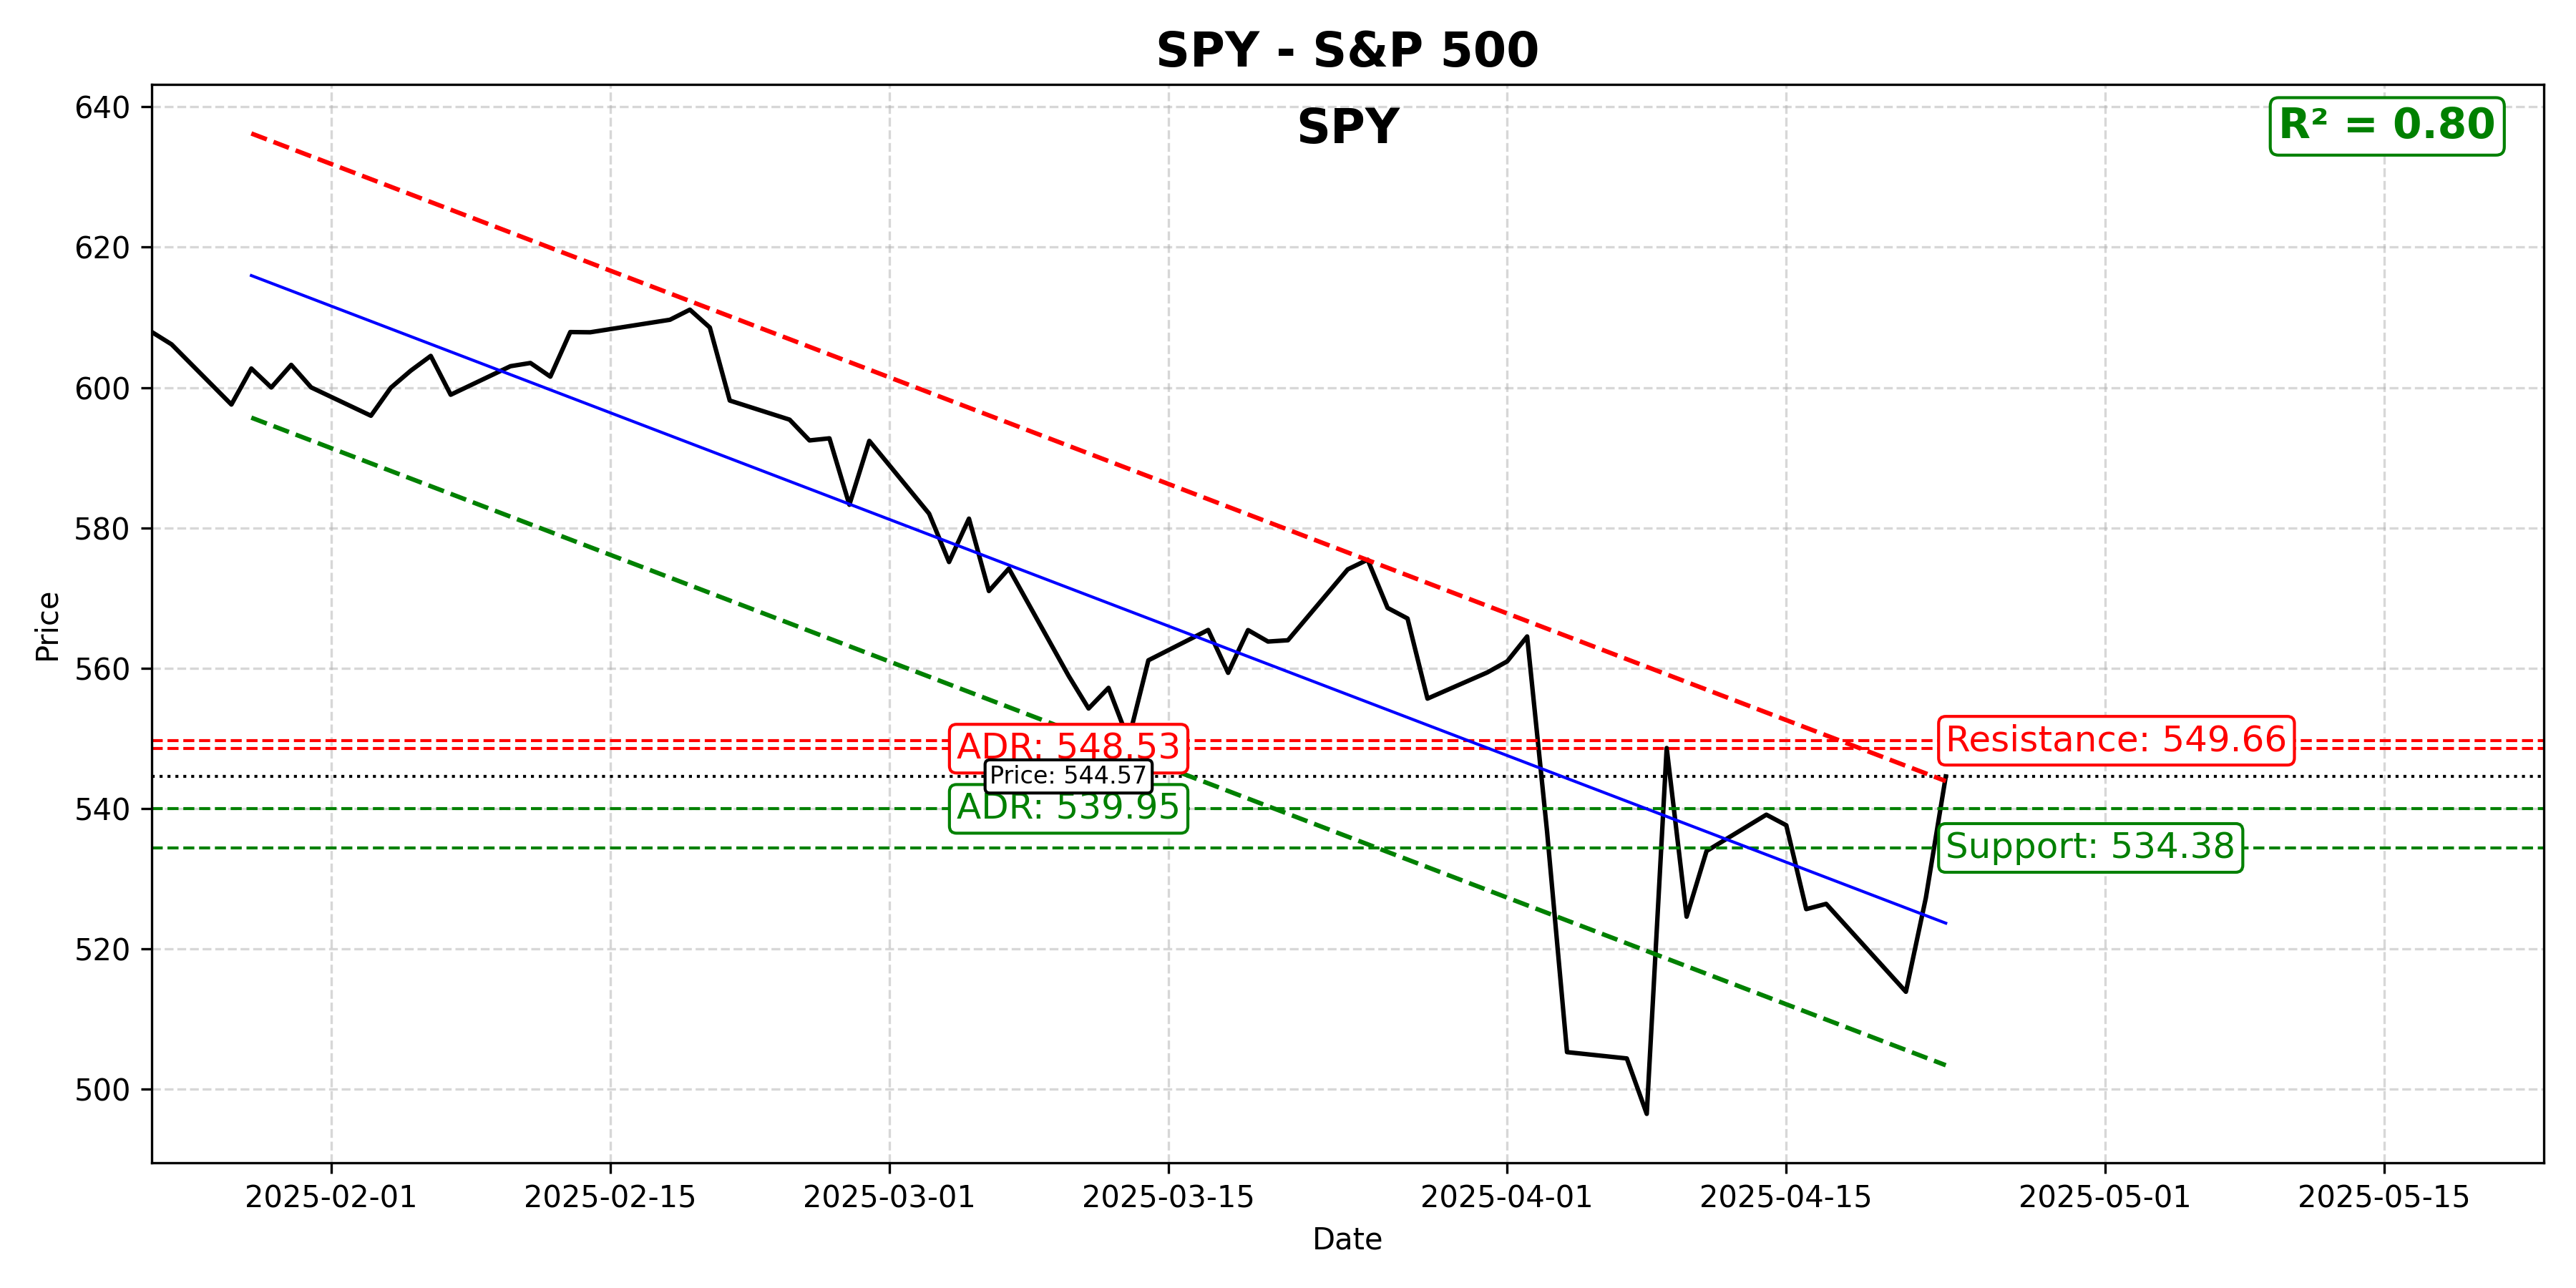 SPY - S&P 500
SPY
R² = 0.80
640
620
600
580
560
540
520
500
Price
ADR: 548.53
Price: 544.57
ADR: 539.95
Resistance: 549.66
Support: 534.38
2025-02-01
2025-02-15
2025-03-01
2025-03-15
2025-04-01
2025-04-15
2025-05-01
2025-05-15
Date